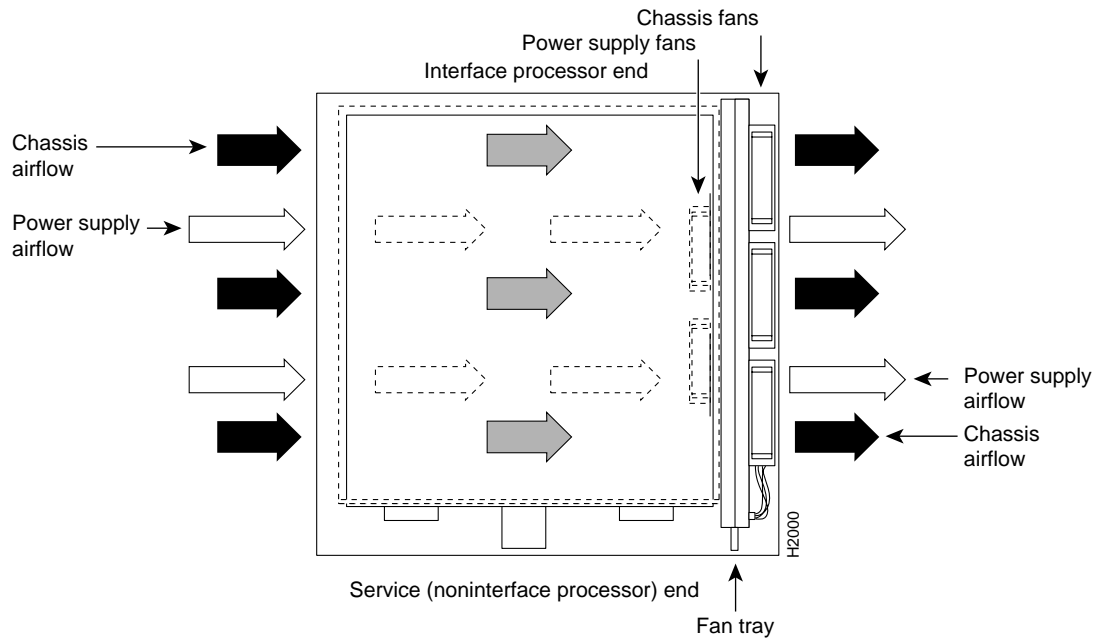 Chassis fans
Power supply fans
Interface processor end
Chassis
airflow
Power supply
airflow
Power supply
airflow
Chassis
airflow
H2000
Service (noninterface processor) end
Fan tray